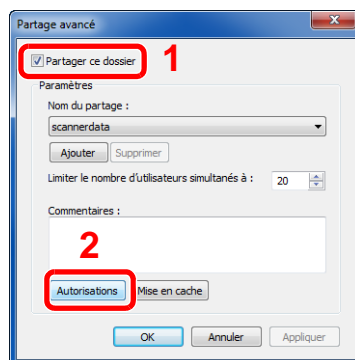 Partage avancé
Partager ce dossier 1
Paramètres
Nom du partage :
scannerdata
Ajouter Supprimer
Limiter le nombre d'utilisateurs simultanés à : 20
Commentaires :
2
Autorisations Mise en cache
OK Annuler Appliquer